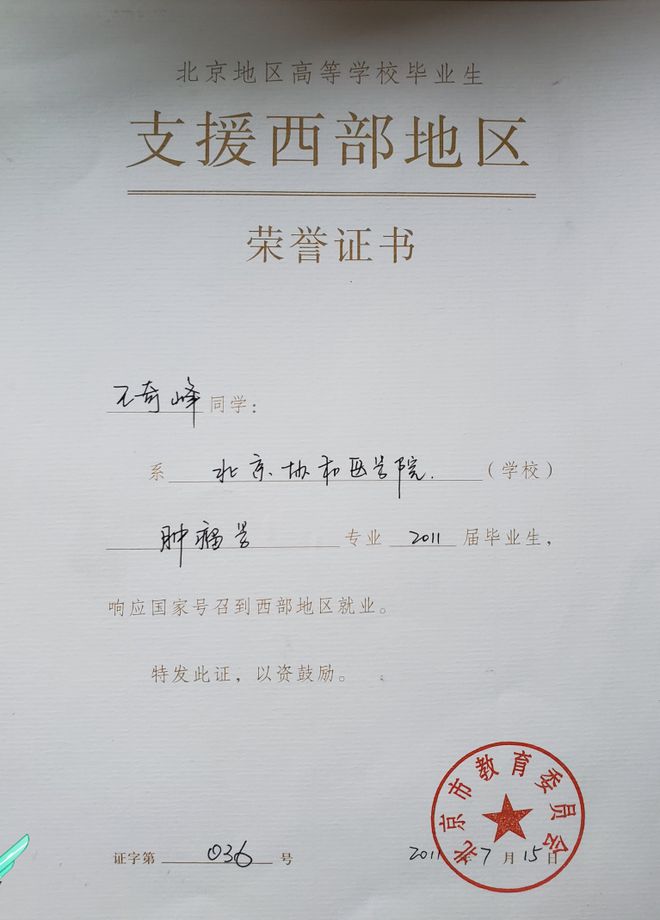 北京地区高等学校毕业生
支援西部地区
荣誉证书
石奇峰同学：
系 北京协和医学院 （学校）
肿瘤学 专业 2011 届毕业生，
响应国家号召到西部地区就业。
特发此证，以资鼓励。
北京市教育委员会
证字第 036 号 2011年7月15日